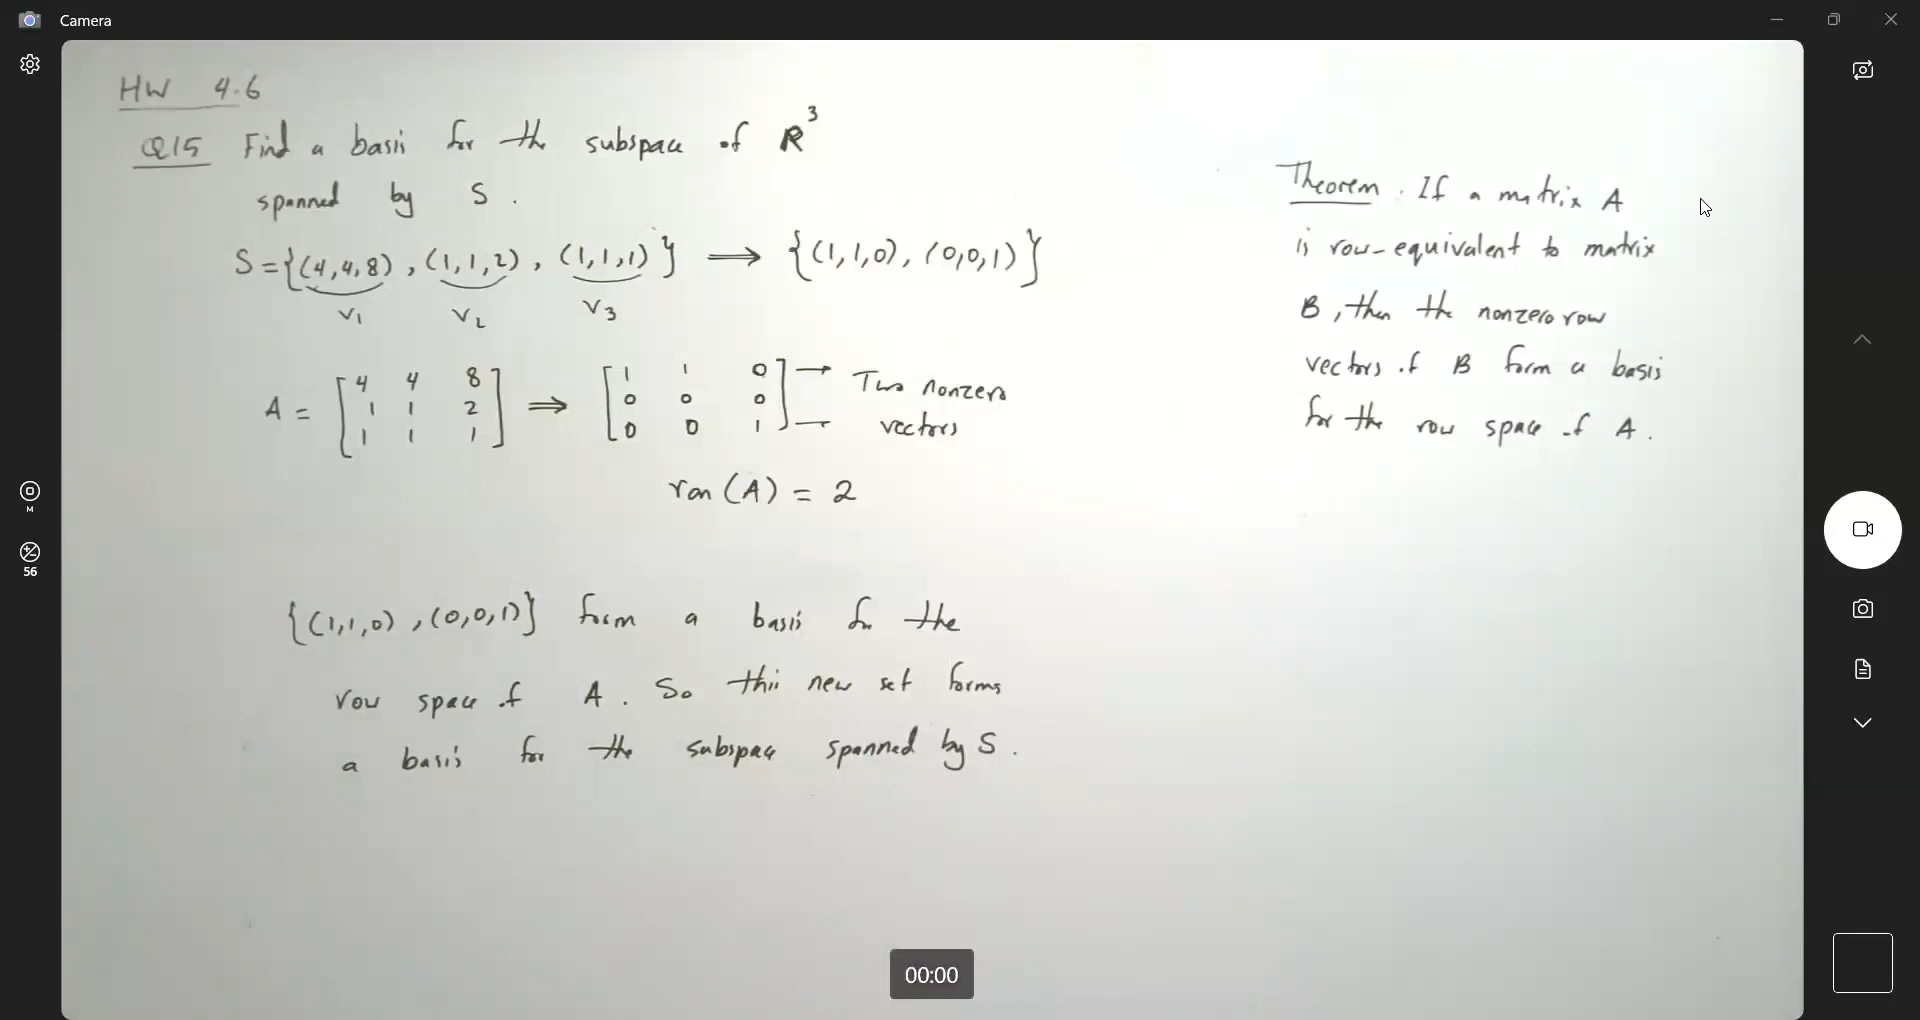 Camera
HW 4.6
Q15 Find a basis for the subspace of R³
spanned by S.
S = {(4,4,8), (1,1,2), (1,1,1)} ⟹ {(1,1,0), (0,0,1)}
v₁ v₂ v₃
A = [4 4 8; 1 1 2; 1 1 1] ⟹ [1 1 0; 0 0 0; 0 0 1] → Two nonzero
vectors
ran(A) = 2
{(1,1,0), (0,0,1)} form a basis for the
row space of A. So this new set forms
a basis for the subspace spanned by S.
Theorem. If a matrix A
is row-equivalent to matrix
B, then the nonzero row
vectors of B form a basis
for the row space of A.
M
56
00:00